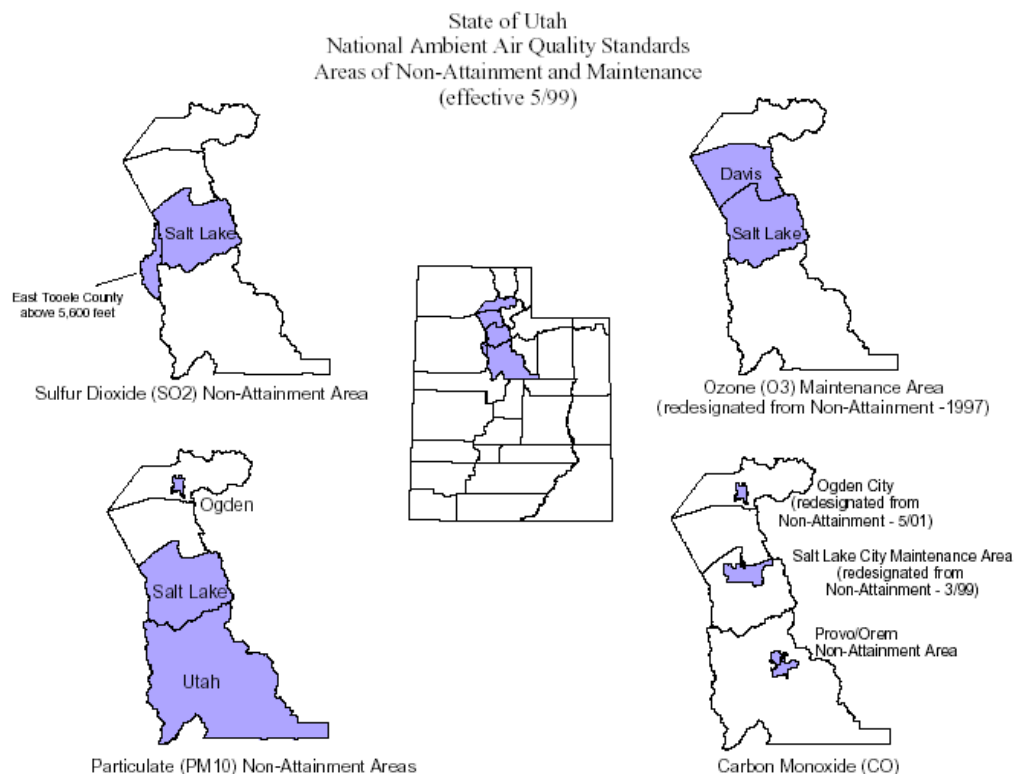 State of Utah
National Ambient Air Quality Standards
Areas of Non-Attainment and Maintenance
(effective 5/99)
Salt Lake
East Tooele County
above 5,600 feet
Sulfur Dioxide (SO2) Non-Attainment Area
Davis
Salt Lake
Ozone (O3) Maintenance Area
(redesignated from Non-Attainment -1997)
Ogden
Salt Lake
Utah
Particulate (PM10) Non-Attainment Areas
Ogden City
(redesignated from
Non-Attainment - 5/01)
Salt Lake City Maintenance Area
(redesignated from
Non-Attainment - 3/99)
Provo/Orem
Non-Attainment Area
Carbon Monoxide (CO)